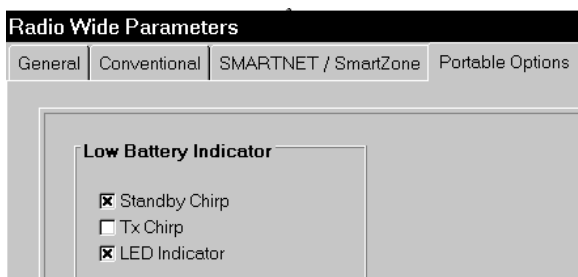 Radio Wide Parameters
General Conventional SMARTNET / SmartZone Portable Options
Low Battery Indicator
Standby Chirp
Tx Chirp
LED Indicator